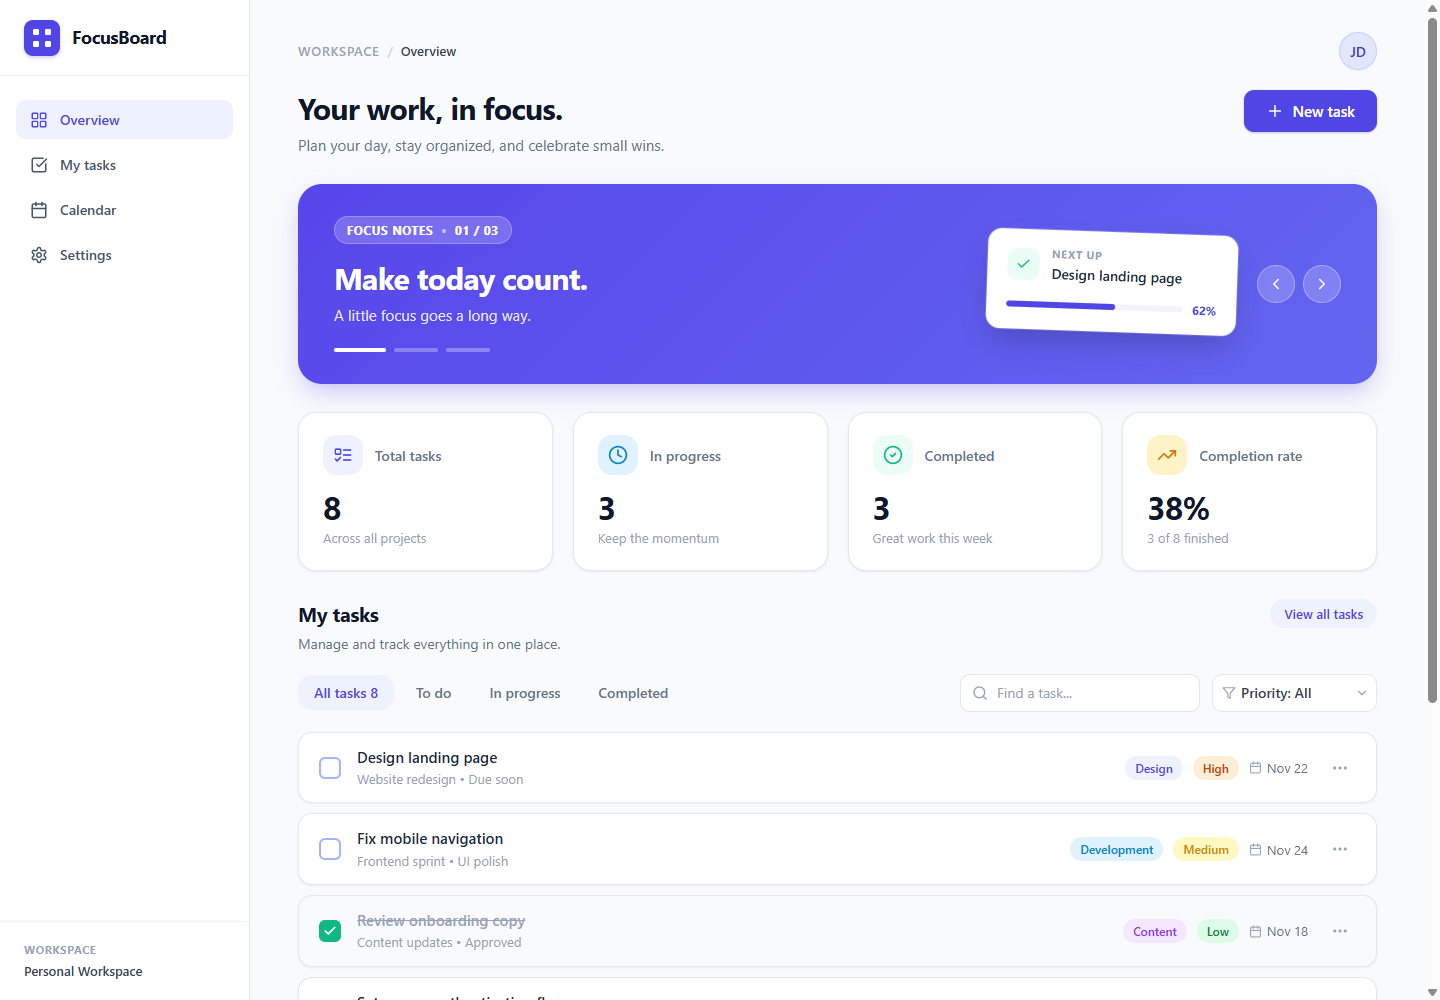 FocusBoard
Overview
My tasks
Calendar
Settings
WORKSPACE
Personal Workspace
WORKSPACE / Overview
JD
Your work, in focus.
Plan your day, stay organized, and celebrate small wins.
New task
FOCUS NOTES • 01 / 03
Make today count.
A little focus goes a long way.
NEXT UP
Design landing page
62%
Total tasks
8
Across all projects
In progress
3
Keep the momentum
Completed
3
Great work this week
Completion rate
38%
3 of 8 finished
My tasks
Manage and track everything in one place.
View all tasks
All tasks 8
To do
In progress
Completed
Find a task...
Priority: All
Design landing page
Website redesign • Due soon
Design
High
Nov 22
Fix mobile navigation
Frontend sprint • UI polish
Development
Medium
Nov 24
Review onboarding copy
Content updates • Approved
Content
Low
Nov 18